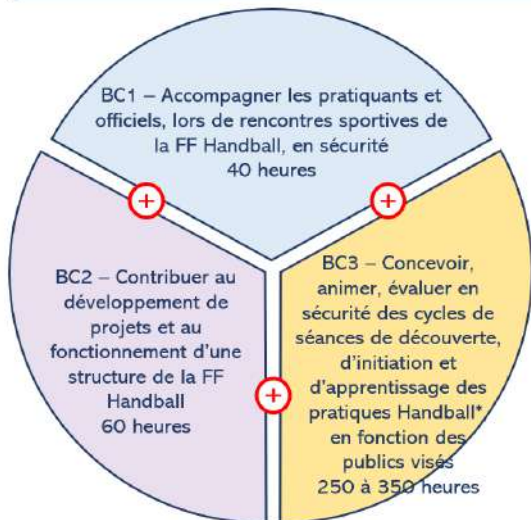 BC1 – Accompagner les pratiquants et
officiels, lors de rencontres sportives de
la FF Handball, en sécurité
40 heures
+
+
BC2 – Contribuer au
développement de
projets et au
fonctionnement d'une
structure de la FF
Handball
60 heures
BC3 – Concevoir,
animer, évaluer en
sécurité des cycles de
séances de découverte,
d'initiation et
d'apprentissage des
pratiques Handball*
en fonction des
publics visés
250 à 350 heures
+